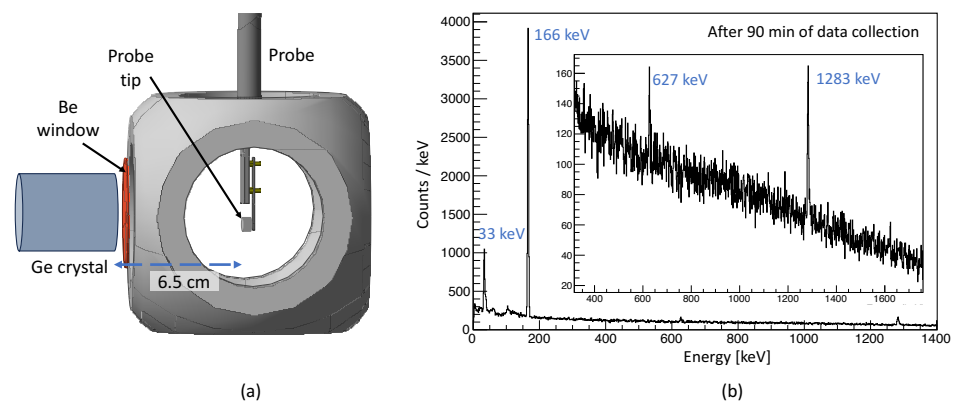 Probe
tip
Probe
Be
window
Ge crystal
6.5 cm
(a)
After 90 min of data collection
166 keV
33 keV
627 keV
1283 keV
Counts / keV
4000
3500
3000
2500
2000
1500
1000
500
0
160
140
120
100
80
60
40
20
400 600 800 1000 1200 1400 1600
0 200 400 600 800 1000 1200 1400
Energy [keV]
(b)